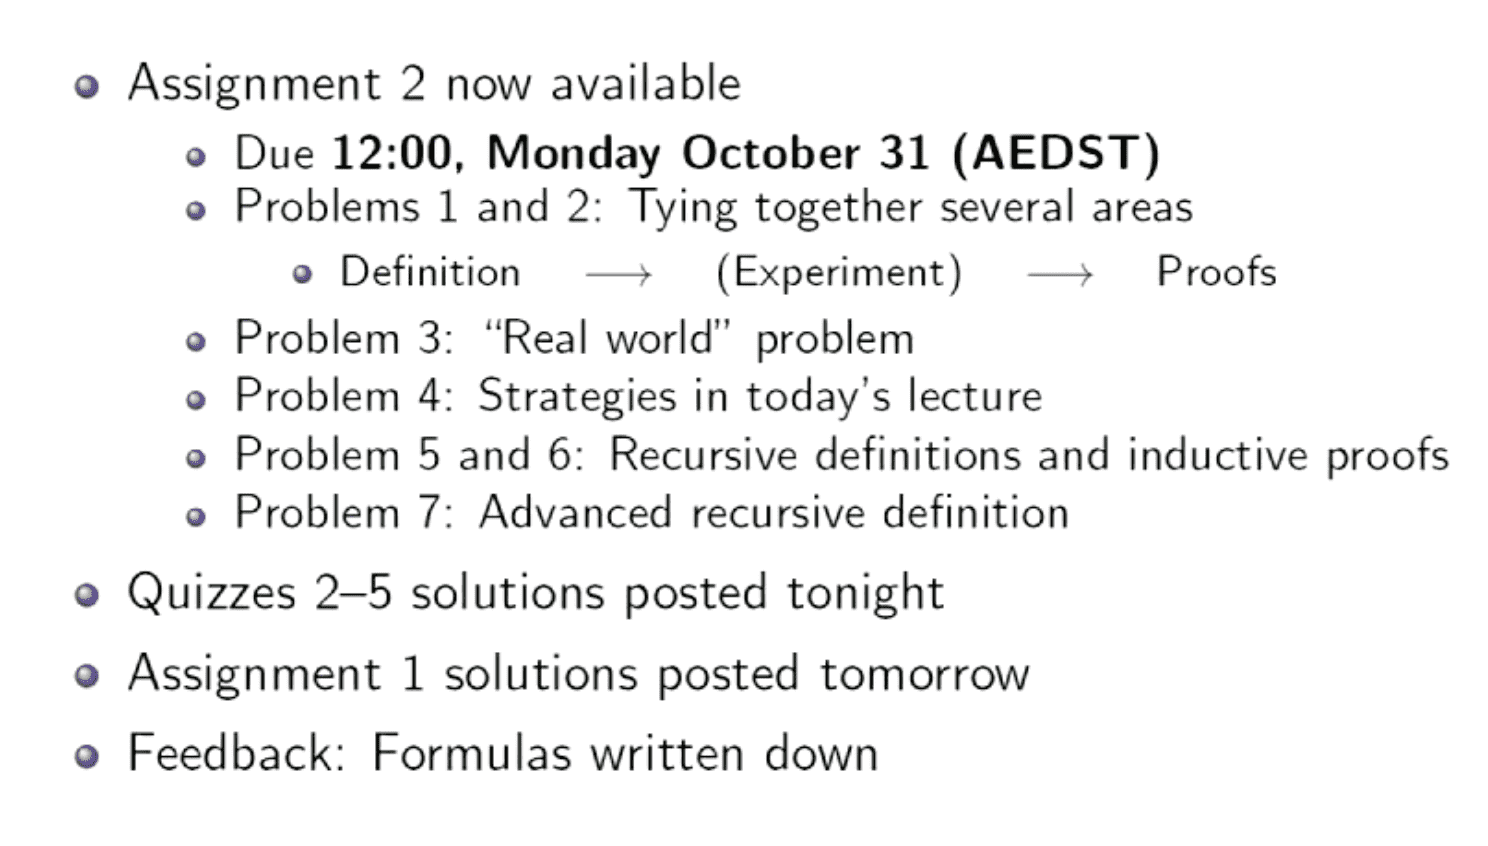 Assignment 2 now available
Due 12:00, Monday October 31 (AEDST)
Problems 1 and 2: Tying together several areas
Definition ⟶ (Experiment) ⟶ Proofs
Problem 3: “Real world” problem
Problem 4: Strategies in today’s lecture
Problem 5 and 6: Recursive definitions and inductive proofs
Problem 7: Advanced recursive definition
Quizzes 2–5 solutions posted tonight
Assignment 1 solutions posted tomorrow
Feedback: Formulas written down